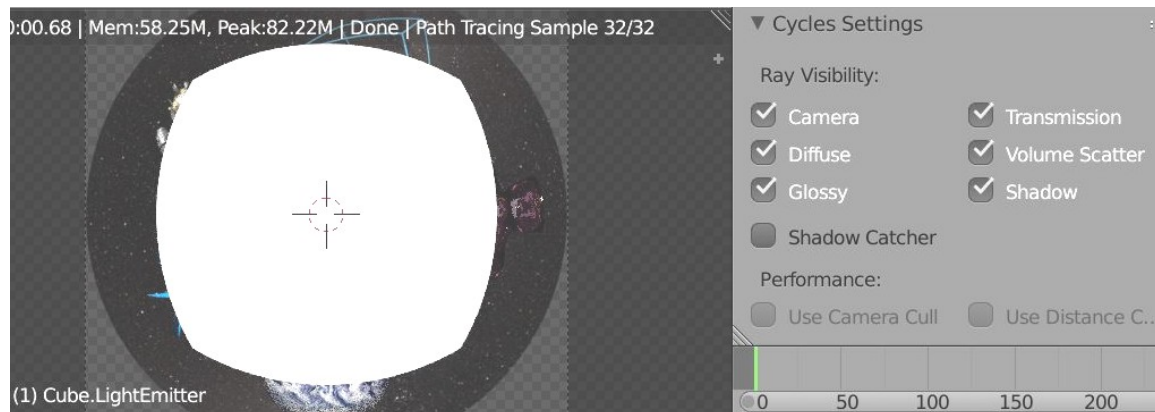 0:00.68 | Mem:58.25M, Peak:82.22M | Done | Path Tracing Sample 32/32
(1) Cube.LightEmitter
Cycles Settings
Ray Visibility:
Camera
Transmission
Diffuse
Volume Scatter
Glossy
Shadow
Shadow Catcher
Performance:
Use Camera Cull
Use Distance C...
0 50 100 150 200